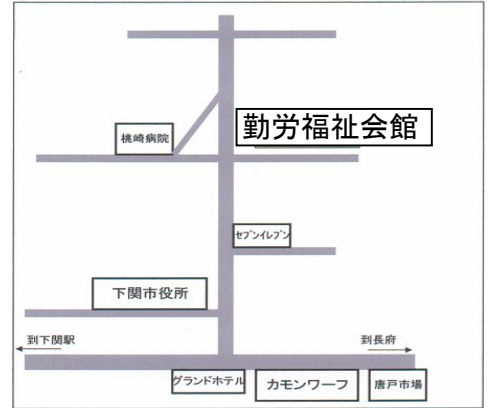 勤労福祉会館
桃崎病院
セブンイレブン
下関市役所
到下関駅
到長府
グランドホテル
カモンワーフ
唐戸市場